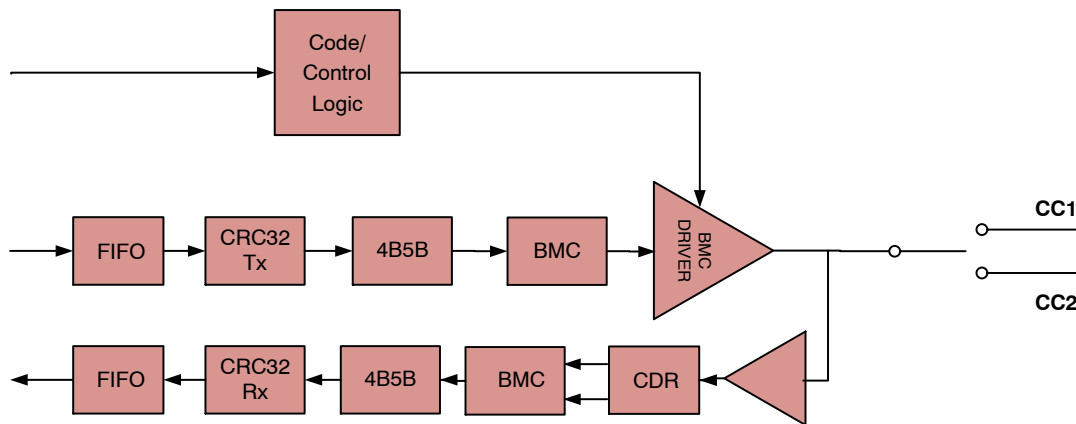 Code/
Control
Logic
CC1
FIFO
CRC32
Tx
4B5B
BMC
BMC
DRIVER
CC2
FIFO
CRC32
Rx
4B5B
BMC
CDR